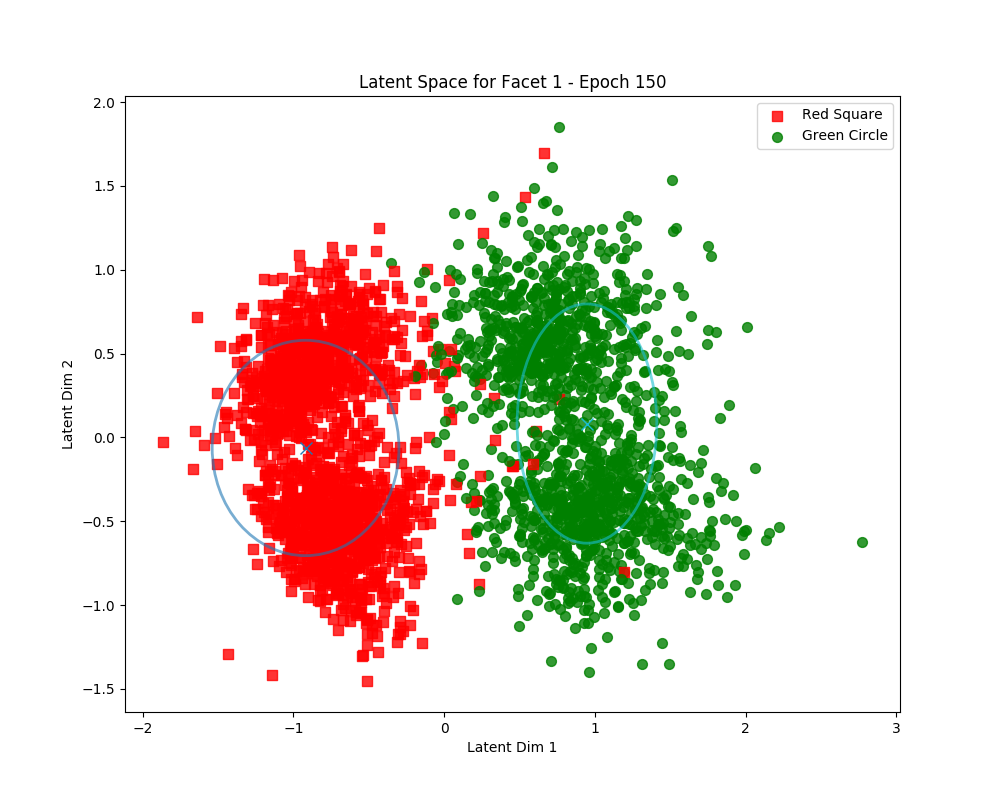 Latent Space for Facet 1 - Epoch 150
Red Square
Green Circle
2.0
1.5
1.0
0.5
0.0
−0.5
−1.0
−1.5
Latent Dim 2
−2
−1
0
1
2
3
Latent Dim 1